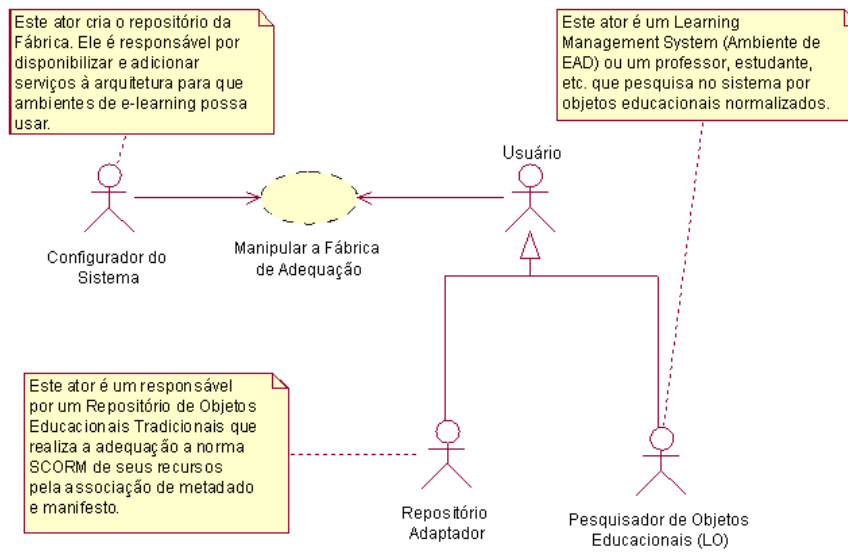 Este ator cria o repositório da
Fábrica. Ele é responsável por
disponibilizar e adicionar
serviços à arquitetura para que
ambientes de e-learning possa
usar.
Este ator é um Learning
Management System (Ambiente de
EAD) ou um professor, estudante,
etc. que pesquisa no sistema por
objetos educacionais normalizados.
Usuário
Configurador do
Sistema
Manipular a Fábrica
de Adequação
Este ator é um responsável
por um Repositório de Objetos
Educacionais Tradicionais que
realiza a adequação a norma
SCORM de seus recursos
pela associação de metadado
e manifesto.
Repositório
Adaptador
Pesquisador de Objetos
Educacionais (LO)